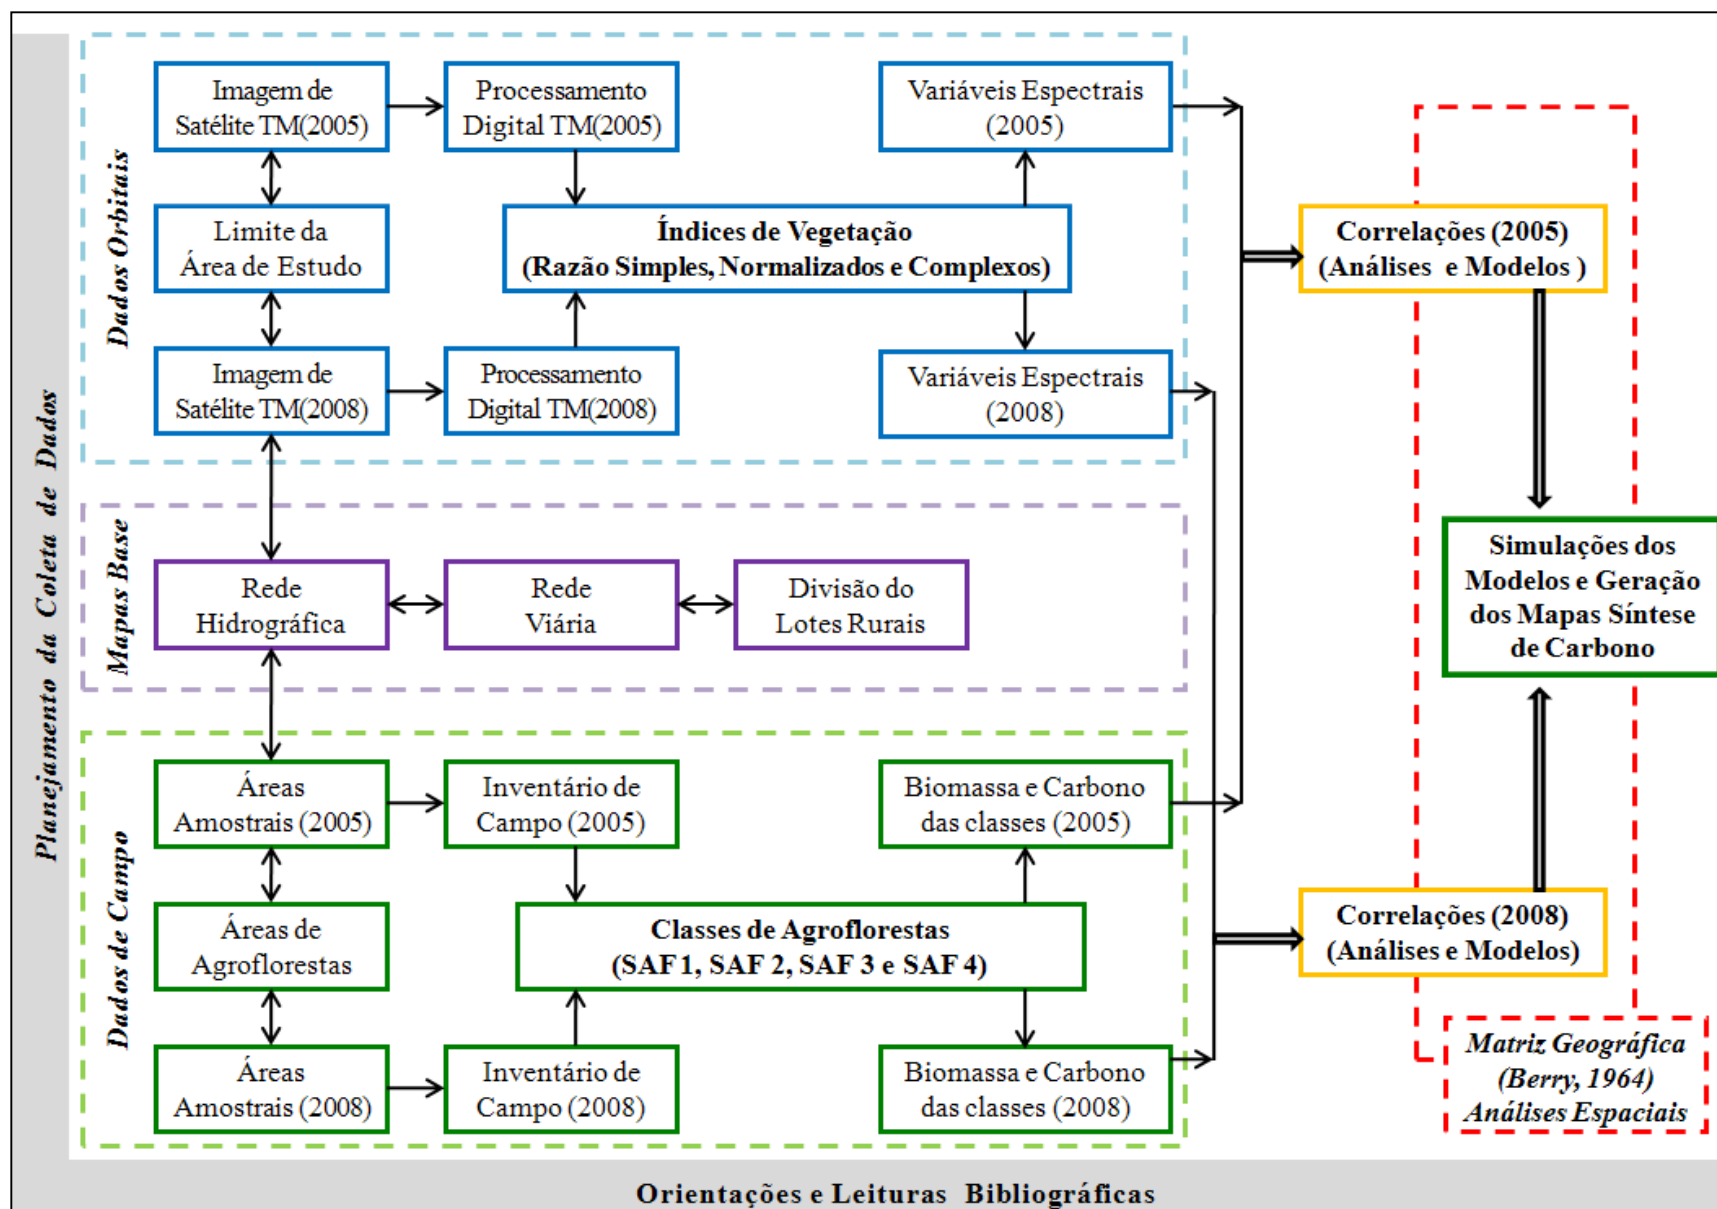 Planejamento da Coleta de Dados
Dados Orbitais
Imagem de
Satélite TM(2005)
Processamento
Digital TM(2005)
Variáveis Espectrais
(2005)
Limite da
Área de Estudo
Índices de Vegetação
(Razão Simples, Normalizados e Complexos)
Imagem de
Satélite TM(2008)
Processamento
Digital TM(2008)
Variáveis Espectrais
(2008)
Mapas Base
Rede
Hidrográfica
Rede
Viária
Divisão do
Lotes Rurais
Dados de Campo
Áreas
Amostrais (2005)
Inventário de
Campo (2005)
Biomassa e Carbono
das classes (2005)
Áreas de
Agroflorestas
Classes de Agroflorestas
(SAF 1, SAF 2, SAF 3 e SAF 4)
Áreas
Amostrais (2008)
Inventário de
Campo (2008)
Biomassa e Carbono
das classes (2008)
Correlações (2005)
(Análises e Modelos )
Simulações dos
Modelos e Geração
dos Mapas Síntese
de Carbono
Correlações (2008)
(Análises e Modelos)
Matriz Geográfica
(Berry, 1964)
Análises Espaciais
Orientações e Leituras Bibliográficas